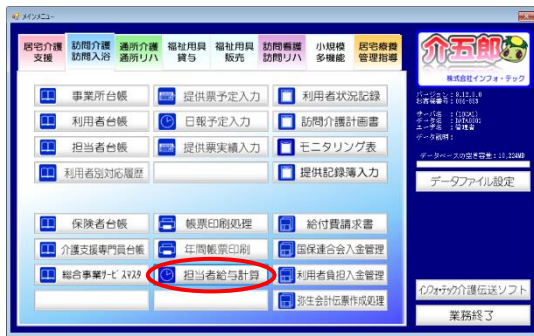 メインメニュー
居宅介護
支援
訪問介護
訪問入浴
通所介護
通所リハ
福祉用具
貸与
福祉用具
販売
訪問看護
訪問リハ
小規模
多機能
居宅療養
管理指導
介五郎
株式会社インフォ・テック
事業所台帳
提供票予定入力
利用者状況記録
利用者台帳
日報予定入力
訪問介護計画書
担当者台帳
提供票実績入力
モニタリング表
利用者別対応履歴
提供記録簿入力
データベースの空き容量:10,224MB
データファイル設定
保険者台帳
帳票印刷処理
給付費請求書
介護支援専門員台帳
年間帳票印刷
国保連合会入金管理
総合事業サービスマスタ
担当者給与計算
利用者負担入金管理
弥生会計伝票作成処理
インフォ・テック介護伝送ソフト
業務終了